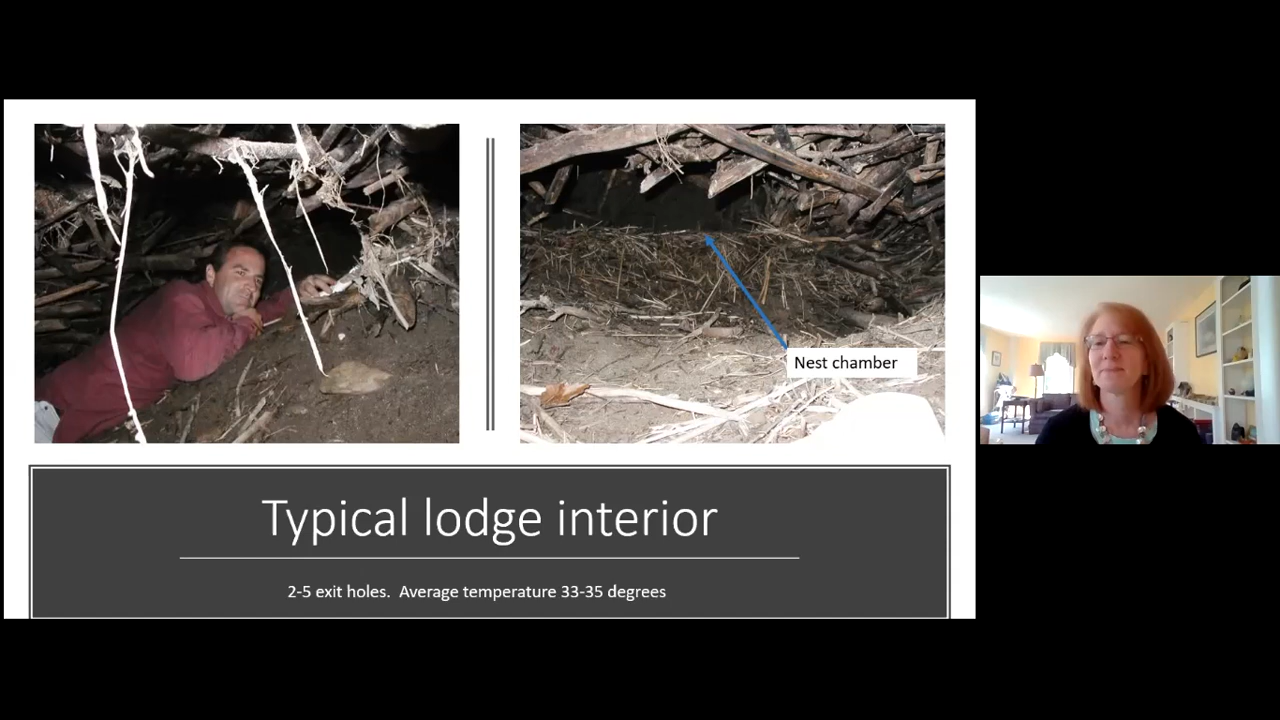 Nest chamber
Typical lodge interior
2-5 exit holes.  Average temperature 33-35 degrees